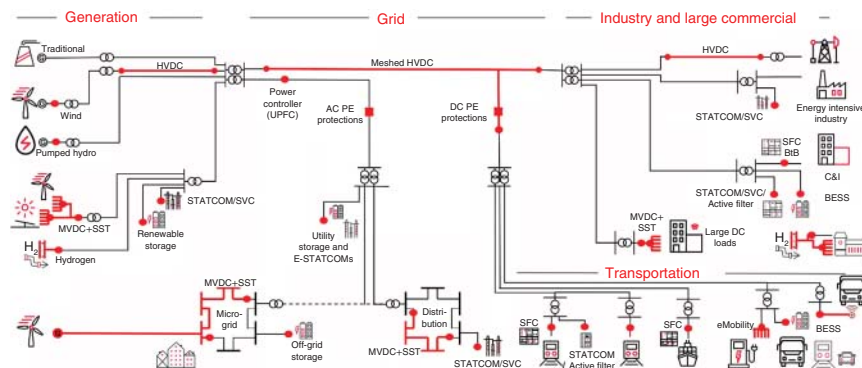 Generation
Grid
Industry and large commercial
Traditional
HVDC
Wind
Pumped hydro
MVDC+SST
H2
Hydrogen
Renewable
storage
STATCOM/SVC
Meshed HVDC
Power
controller
(UPFC)
AC PE
protections
DC PE
protections
Utility
storage and
E-STATCOMs
HVDC
STATCOM/SVC
Energy intensive
industry
SFC
BtB
C&I
STATCOM/SVC/
Active filter
BESS
MVDC+
SST
Large DC
loads
H2
Transportation
MVDC+SST
Micro-
grid
Off-grid
storage
Distri-
bution
MVDC+SST
STATCOM/SVC
SFC
STATCOM
Active filter
SFC
eMobility
BESS